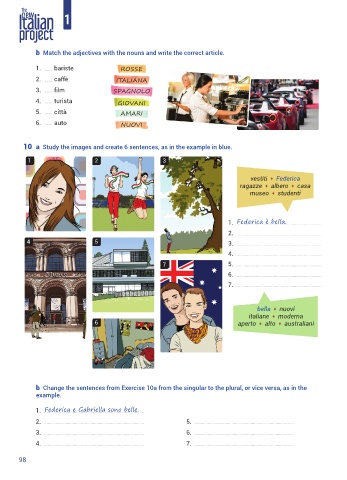 The
new
Italian
project
1
b Match the adjectives with the nouns and write the correct article.
1. ...... bariste
ROSSE
2. ...... caffè
ITALIANA
3. ...... film
SPAGNOLO
4. ...... turista
GIOVANI
5. ...... città
AMARI
6. ...... auto
NUOVI
10 a Study the images and create 6 sentences, as in the example in blue.
1
2
3
vestiti • Federica
ragazze • albero • casa
museo • studenti
1. Federica è bella.
2.
3.
4.
5.
6.
7.
4
5
7
6
bella • nuovi
italiane • moderna
aperto • alto • australiani
b Change the sentences from Exercise 10a from the singular to the plural, or vice versa, as in the
example.
1. Federica e Gabriella sono belle.
2.
3.
4.
5.
6.
7.
98